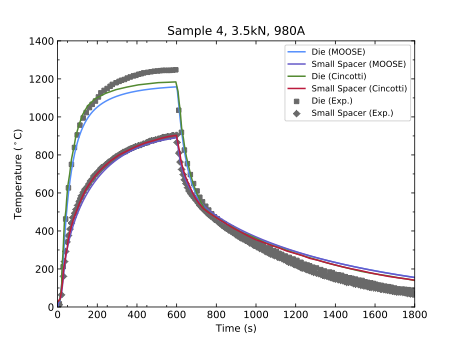 Sample 4, 3.5kN, 980A
1400
1200
1000
800
600
400
200
0
Temperature (°C)
Die (MOOSE)
Small Spacer (MOOSE)
Die (Cincotti)
Small Spacer (Cincotti)
Die (Exp.)
Small Spacer (Exp.)
0 200 400 600 800 1000 1200 1400 1600 1800
Time (s)